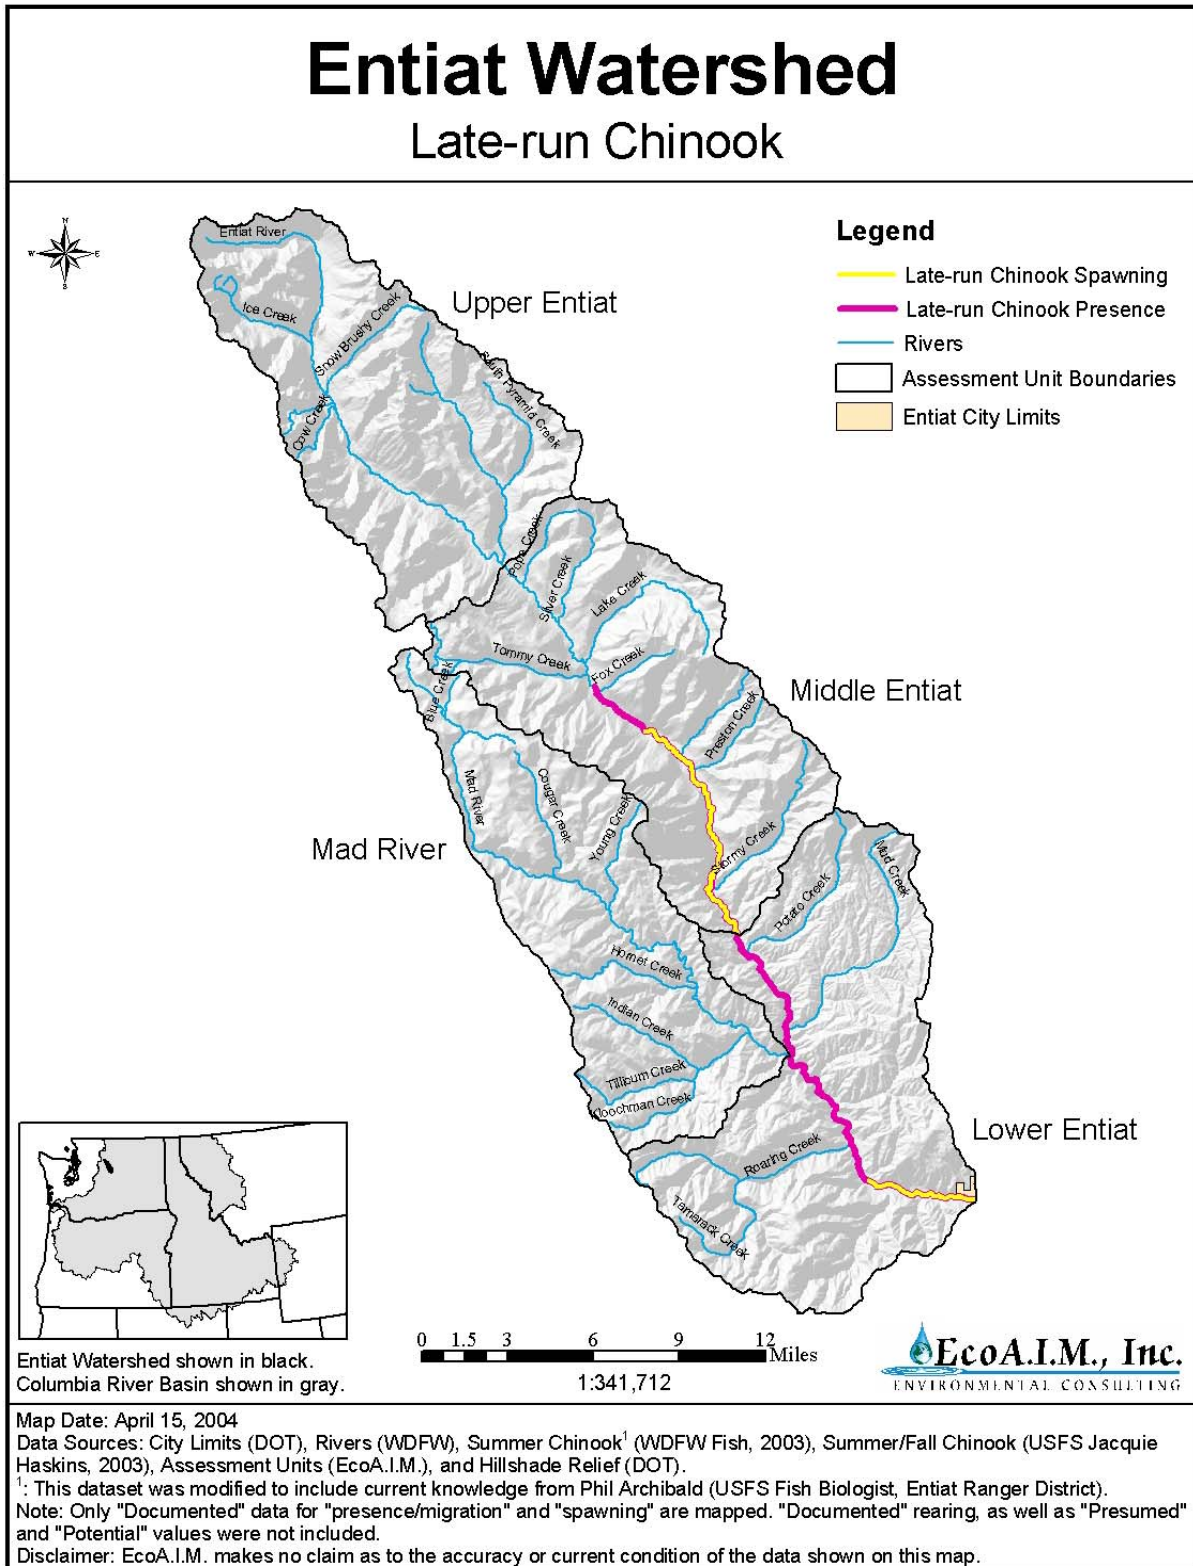 Entiat Watershed
Late-run Chinook
N
W
E
S
Legend
Late-run Chinook Spawning
Late-run Chinook Presence
Rivers
Assessment Unit Boundaries
Entiat City Limits
Entiat River
Ice Creek
Snow Brushy Creek
Upper Entiat
South Pyramid Creek
Cow Creek
Pope Creek
Silver Creek
Lake Creek
Tommy Creek
Fox Creek
Blue Creek
Middle Entiat
Preston Creek
Mad River
Cougar Creek
Young Creek
Mad River
Stormy Creek
Mud Creek
Potato Creek
Hornet Creek
Indian Creek
Tillicum Creek
loochman Creek
Lower Entiat
Roaring Creek
Tamarack Creek
0 1.5 3 6 9 12
Miles
1:341,712
Entiat Watershed shown in black.
Columbia River Basin shown in gray.
EcoA.I.M., Inc.
ENVIRONMENTAL CONSULTING
Map Date: April 15, 2004
Data Sources: City Limits (DOT), Rivers (WDFW), Summer Chinook¹ (WDFW Fish, 2003), Summer/Fall Chinook (USFS Jacquie
Haskins, 2003), Assessment Units (EcoA.I.M.), and Hillshade Relief (DOT).
¹: This dataset was modified to include current knowledge from Phil Archibald (USFS Fish Biologist, Entiat Ranger District).
Note: Only "Documented" data for "presence/migration" and "spawning" are mapped. "Documented" rearing, as well as "Presumed"
and "Potential" values were not included.
Disclaimer: EcoA.I.M. makes no claim as to the accuracy or current condition of the data shown on this map.